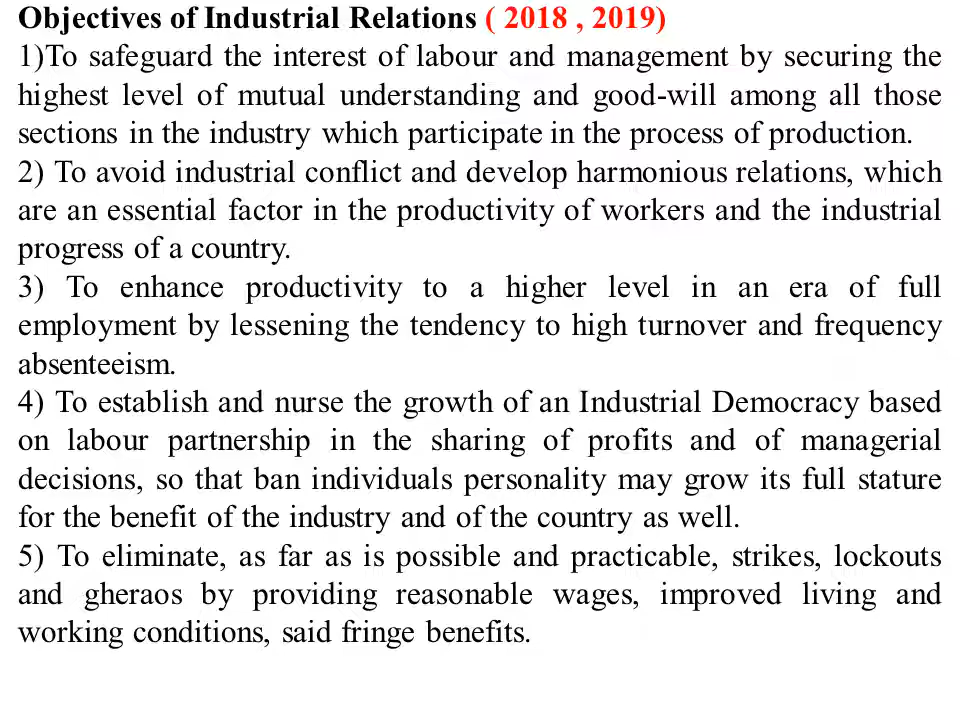 Objectives of Industrial Relations ( 2018 , 2019)
1)To safeguard the interest of labour and management by securing the
highest level of mutual understanding and good-will among all those
sections in the industry which participate in the process of production.
2) To avoid industrial conflict and develop harmonious relations, which
are an essential factor in the productivity of workers and the industrial
progress of a country.
3) To enhance productivity to a higher level in an era of full
employment by lessening the tendency to high turnover and frequency
absenteeism.
4) To establish and nurse the growth of an Industrial Democracy based
on labour partnership in the sharing of profits and of managerial
decisions, so that ban individuals personality may grow its full stature
for the benefit of the industry and of the country as well.
5) To eliminate, as far as is possible and practicable, strikes, lockouts
and gheraos by providing reasonable wages, improved living and
working conditions, said fringe benefits.